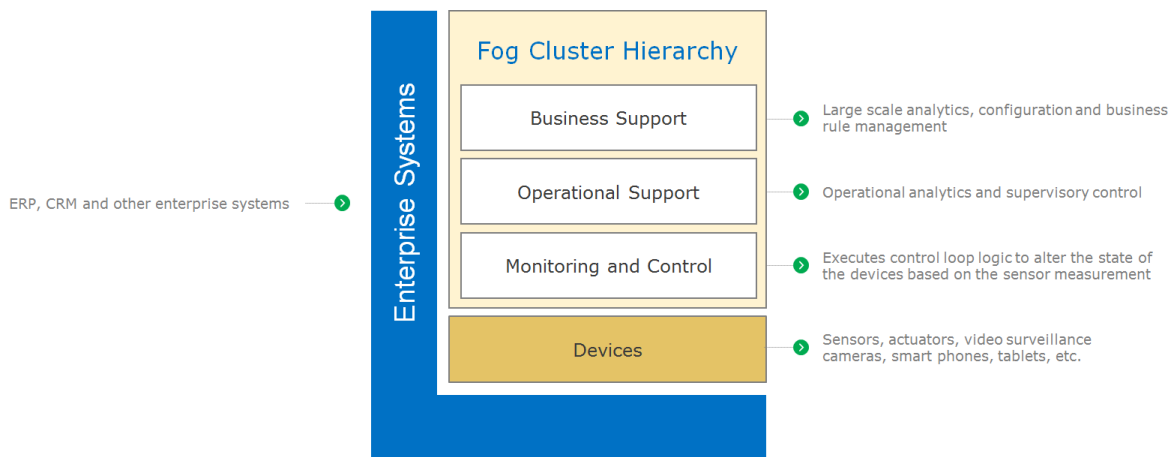 Fog Cluster Hierarchy
Business Support
Large scale analytics, configuration and business
rule management
Operational Support
Operational analytics and supervisory control
ERP, CRM and other enterprise systems
Enterprise Systems
Monitoring and Control
Executes control loop logic to alter the state of
the devices based on the sensor measurement
Devices
Sensors, actuators, video surveillance
cameras, smart phones, tablets, etc.